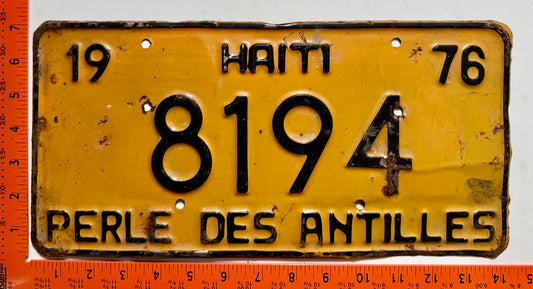 19 HAITI 76
8194
PERLE DES ANTILLES